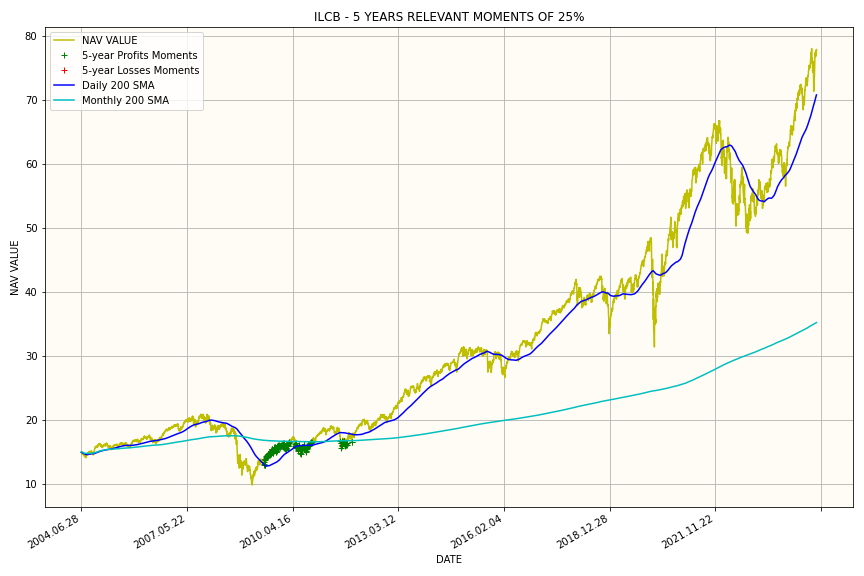 ILCB - 5 YEARS RELEVANT MOMENTS OF 25%
NAV VALUE
5-year Profits Moments
5-year Losses Moments
Daily 200 SMA
Monthly 200 SMA
80
70
60
50
40
30
20
10
NAV VALUE
2004.06.28
2007.05.22
2010.04.16
2013.03.12
2016.02.04
2018.12.28
2021.11.22
DATE